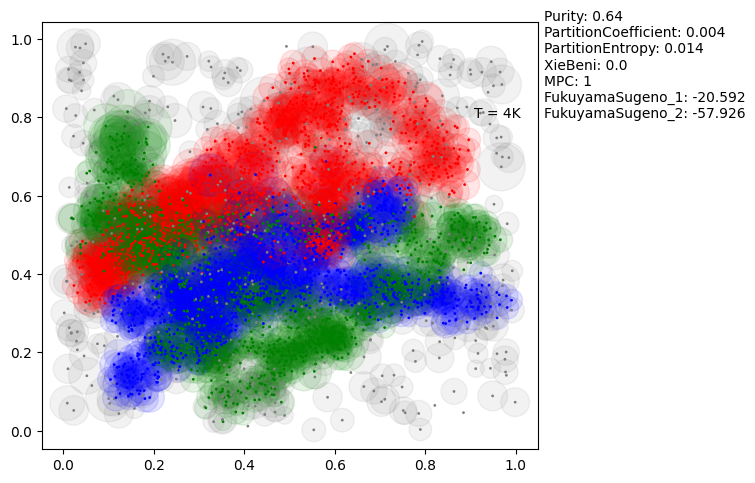 Purity: 0.64
PartitionCoefficient: 0.004
PartitionEntropy: 0.014
XieBeni: 0.0
MPC: 1
FukuyamaSugeno_1: -20.592
FukuyamaSugeno_2: -57.926
T = 4K
1.0
0.8
0.6
0.4
0.2
0.0
0.0 0.2 0.4 0.6 0.8 1.0